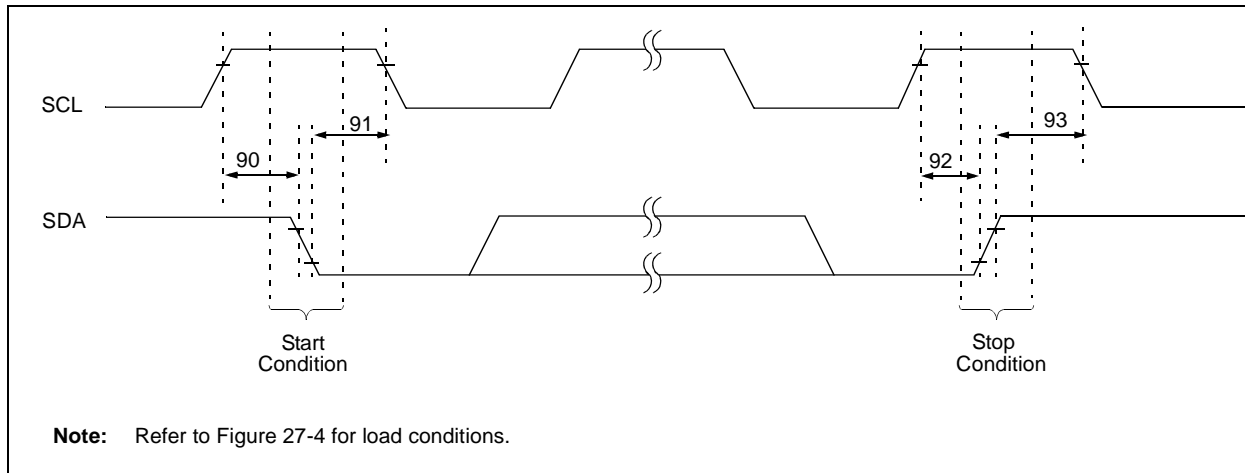 SCL
91
93
90
92
SDA
Start
Condition
Stop
Condition
Note: Refer to Figure 27-4 for load conditions.